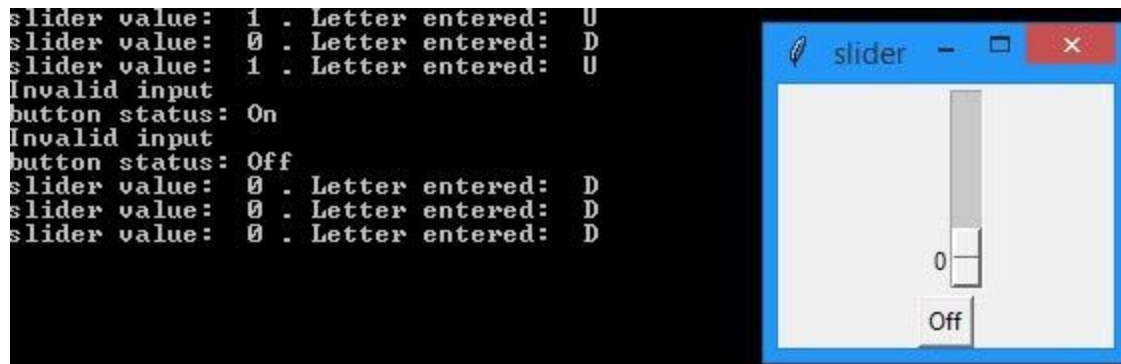 slider value: 1 . Letter entered: U
slider value: 0 . Letter entered: D
slider value: 1 . Letter entered: U
Invalid input
button status: On
Invalid input
button status: Off
slider value: 0 . Letter entered: D
slider value: 0 . Letter entered: D
slider value: 0 . Letter entered: D
slider
0
Off